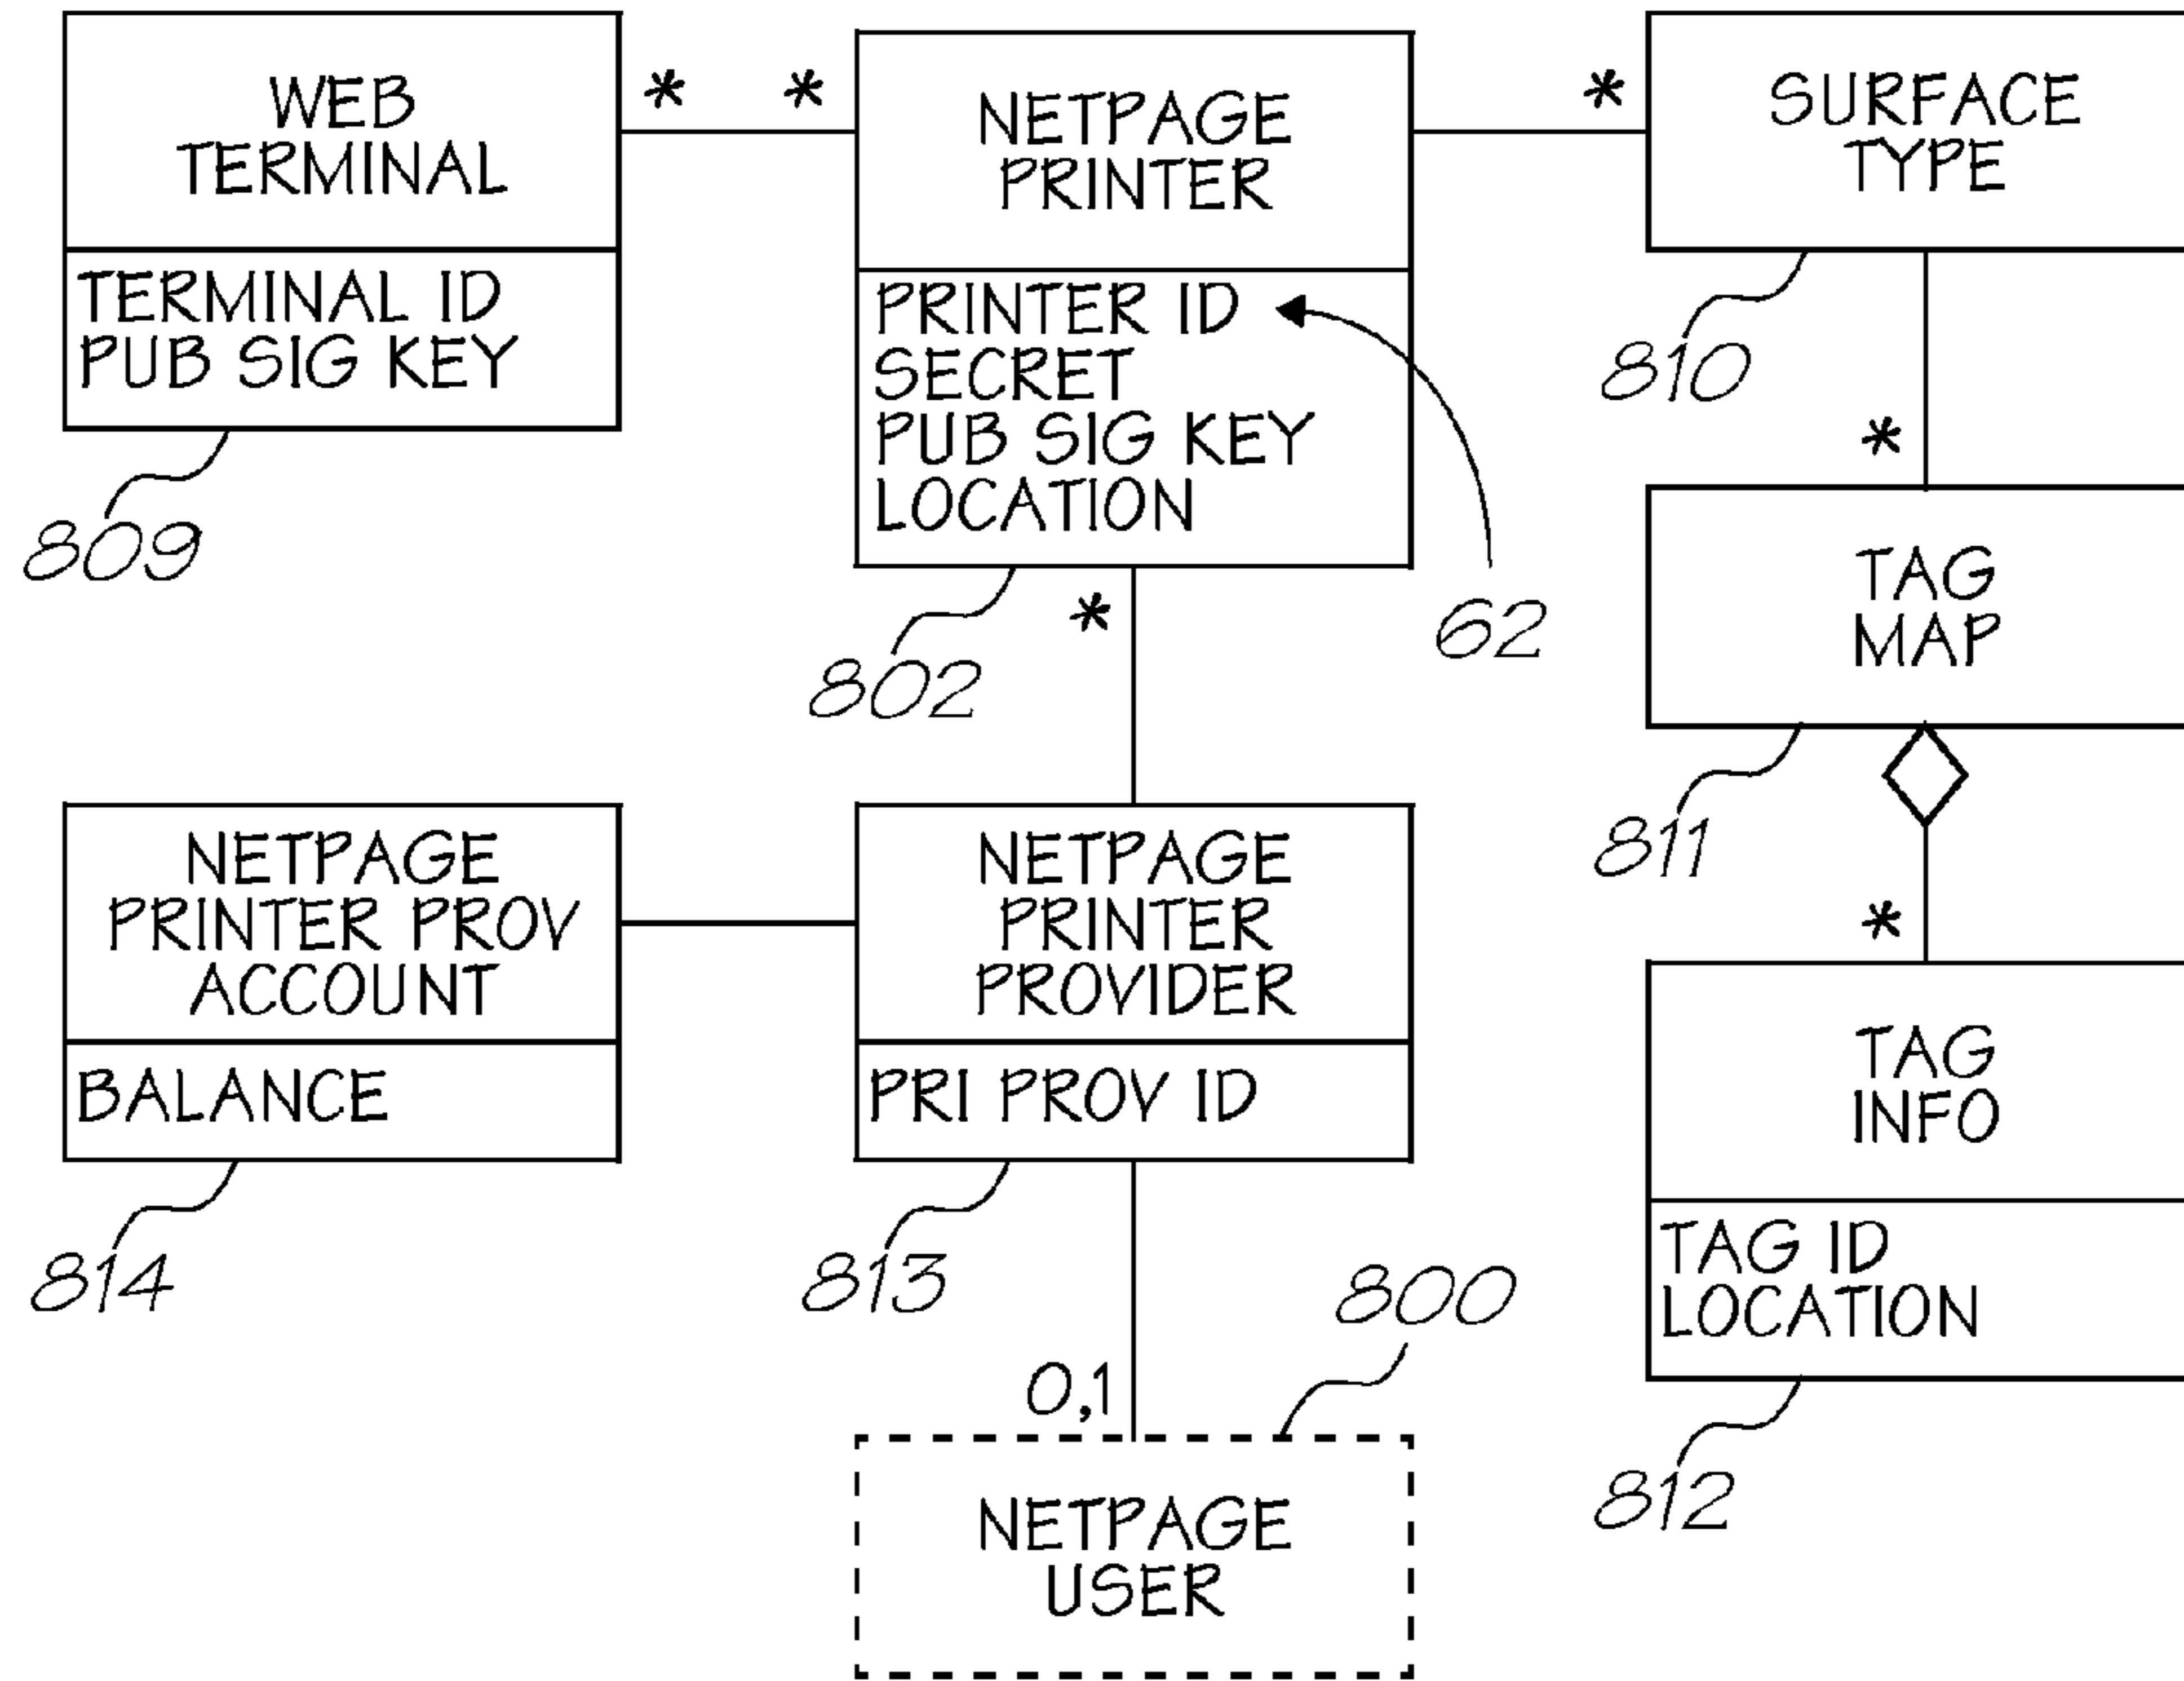 WEB
TERMINAL
TERMINAL ID
PUB SIG KEY
809
*
*
NETPAGE
PRINTER
PRINTER ID
SECRET
PUB SIG KEY
LOCATION
802
62
*
*
SURFACE
TYPE
810
*
TAG
MAP
811
*
TAG
INFO
TAG ID
LOCATION
812
NETPAGE
PRINTER PROV
ACCOUNT
BALANCE
814
NETPAGE
PRINTER
PROVIDER
PRI PROV ID
813
800
0,1
NETPAGE
USER